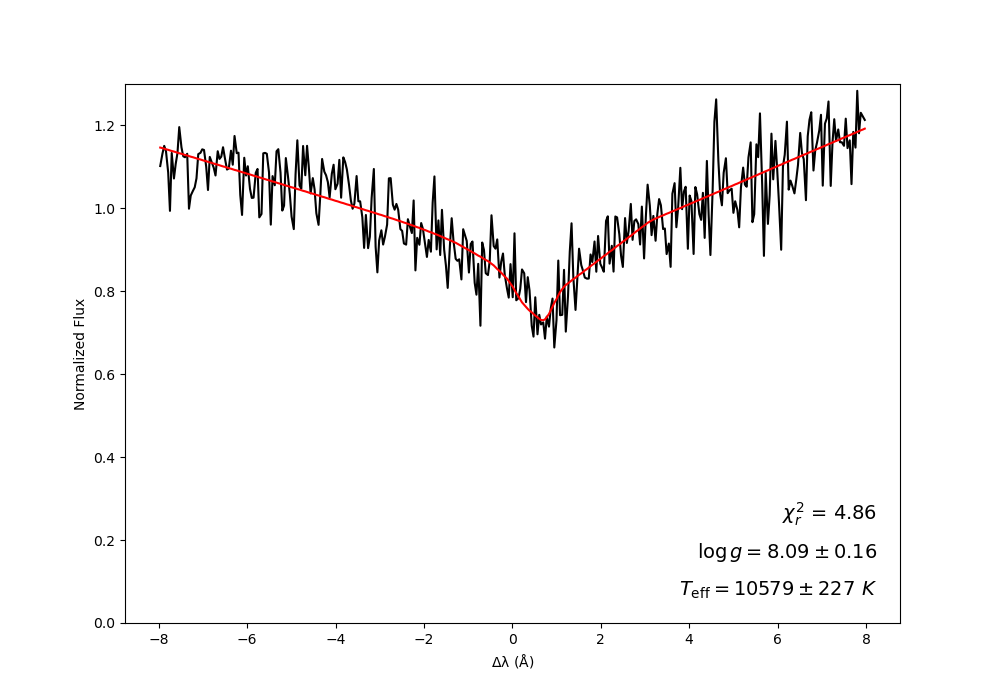 1.2
1.0
0.8
0.6
0.4
0.2
0.0
Normalized Flux
χ²ᵣ = 4.86
log g = 8.09 ± 0.16
T_eff = 10579 ± 227 K
−8 −6 −4 −2 0 2 4 6 8
Δλ (Å)